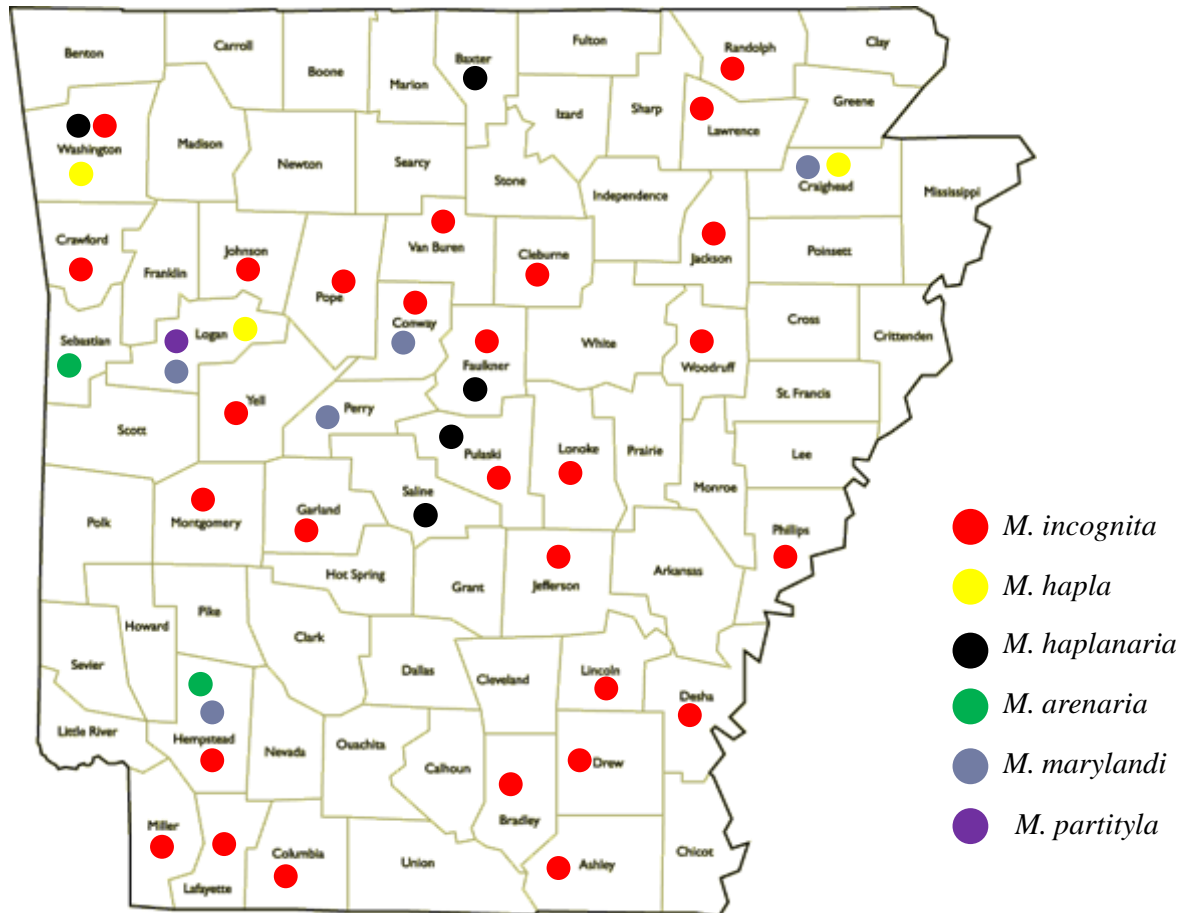 Benton
Carroll
Boone
Marion
Baxter
Fulton
Randolph
Clay
Izard
Sharp
Lawrence
Greene
Washington
Madison
Newton
Searcy
Stone
Independence
Craighead
Mississippi
Crawford
Franklin
Johnson
Pope
Van Buren
Cleburne
Jackson
Poinsett
Sebastian
Logan
Conway
Faulkner
White
Woodruff
Cross
Crittenden
St. Francis
Scott
Yell
Perry
Pulaski
Lonoke
Prairie
Monroe
Lee
Phillips
Polk
Montgomery
Garland
Saline
Hot Spring
Grant
Jefferson
Arkansas
Howard
Pike
Clark
Dallas
Cleveland
Lincoln
Desha
Sevier
Little River
Hempstead
Nevada
Ouachita
Calhoun
Bradley
Drew
Miller
Lafayette
Columbia
Union
Ashley
Chicot
M. incognita
M. hapla
M. haplanaria
M. arenaria
M. marylandi
M. partityla